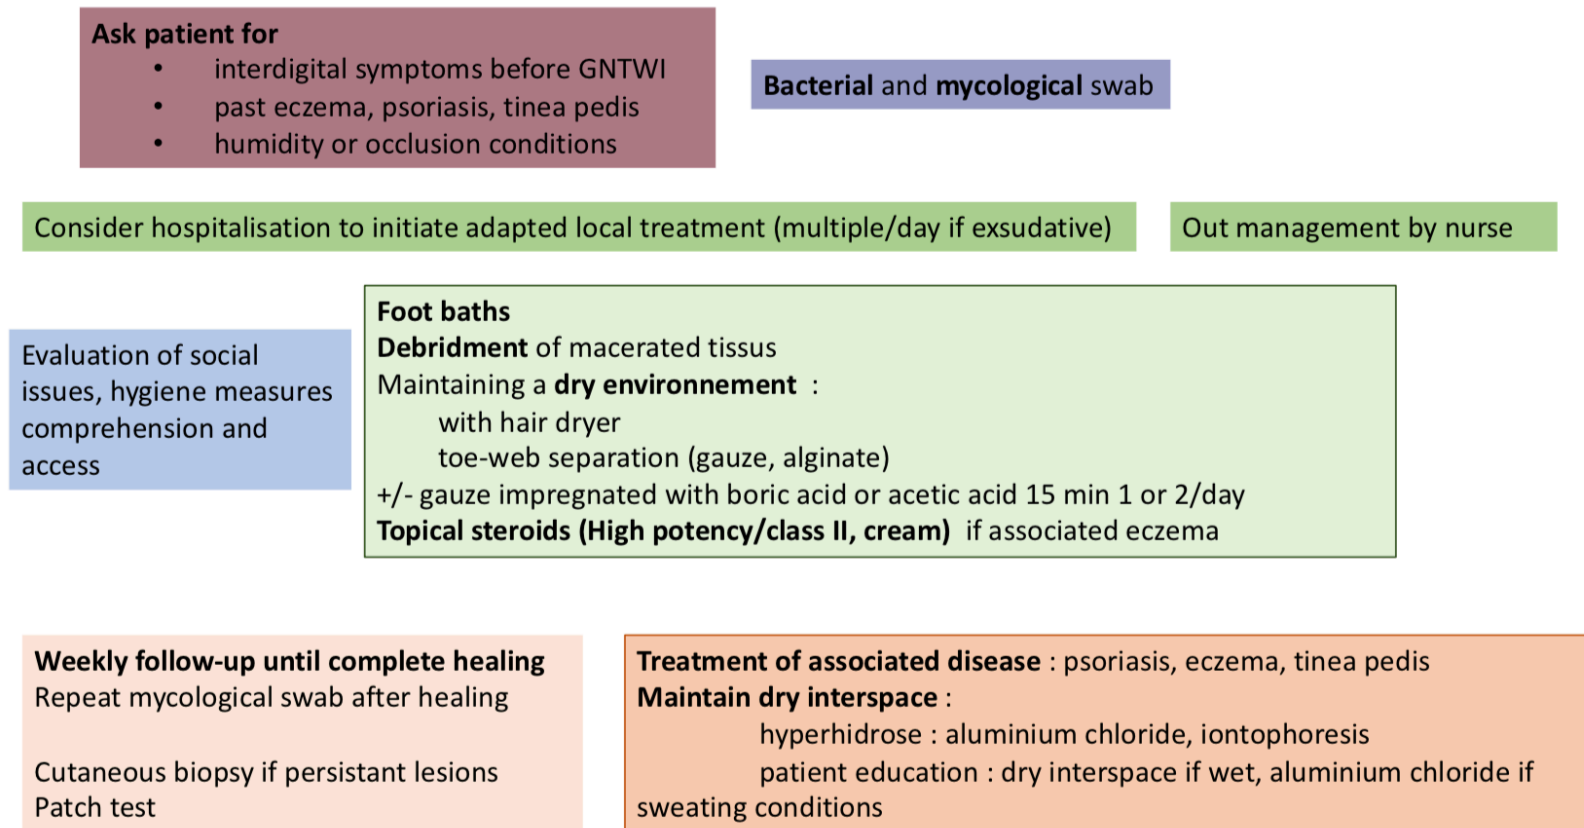 Ask patient for
• interdigital symptoms before GNTWI
• past eczema, psoriasis, tinea pedis
• humidity or occlusion conditions
Bacterial and mycological swab
Consider hospitalisation to initiate adapted local treatment (multiple/day if exsudative)
Out management by nurse
Evaluation of social
issues, hygiene measures
comprehension and
access
Foot baths
Debridment of macerated tissus
Maintaining a dry environnement :
with hair dryer
toe-web separation (gauze, alginate)
+/- gauze impregnated with boric acid or acetic acid 15 min 1 or 2/day
Topical steroids (High potency/class II, cream) if associated eczema
Weekly follow-up until complete healing
Repeat mycological swab after healing
Cutaneous biopsy if persistant lesions
Patch test
Treatment of associated disease : psoriasis, eczema, tinea pedis
Maintain dry interspace :
hyperhidrose : aluminium chloride, iontophoresis
patient education : dry interspace if wet, aluminium chloride if
sweating conditions